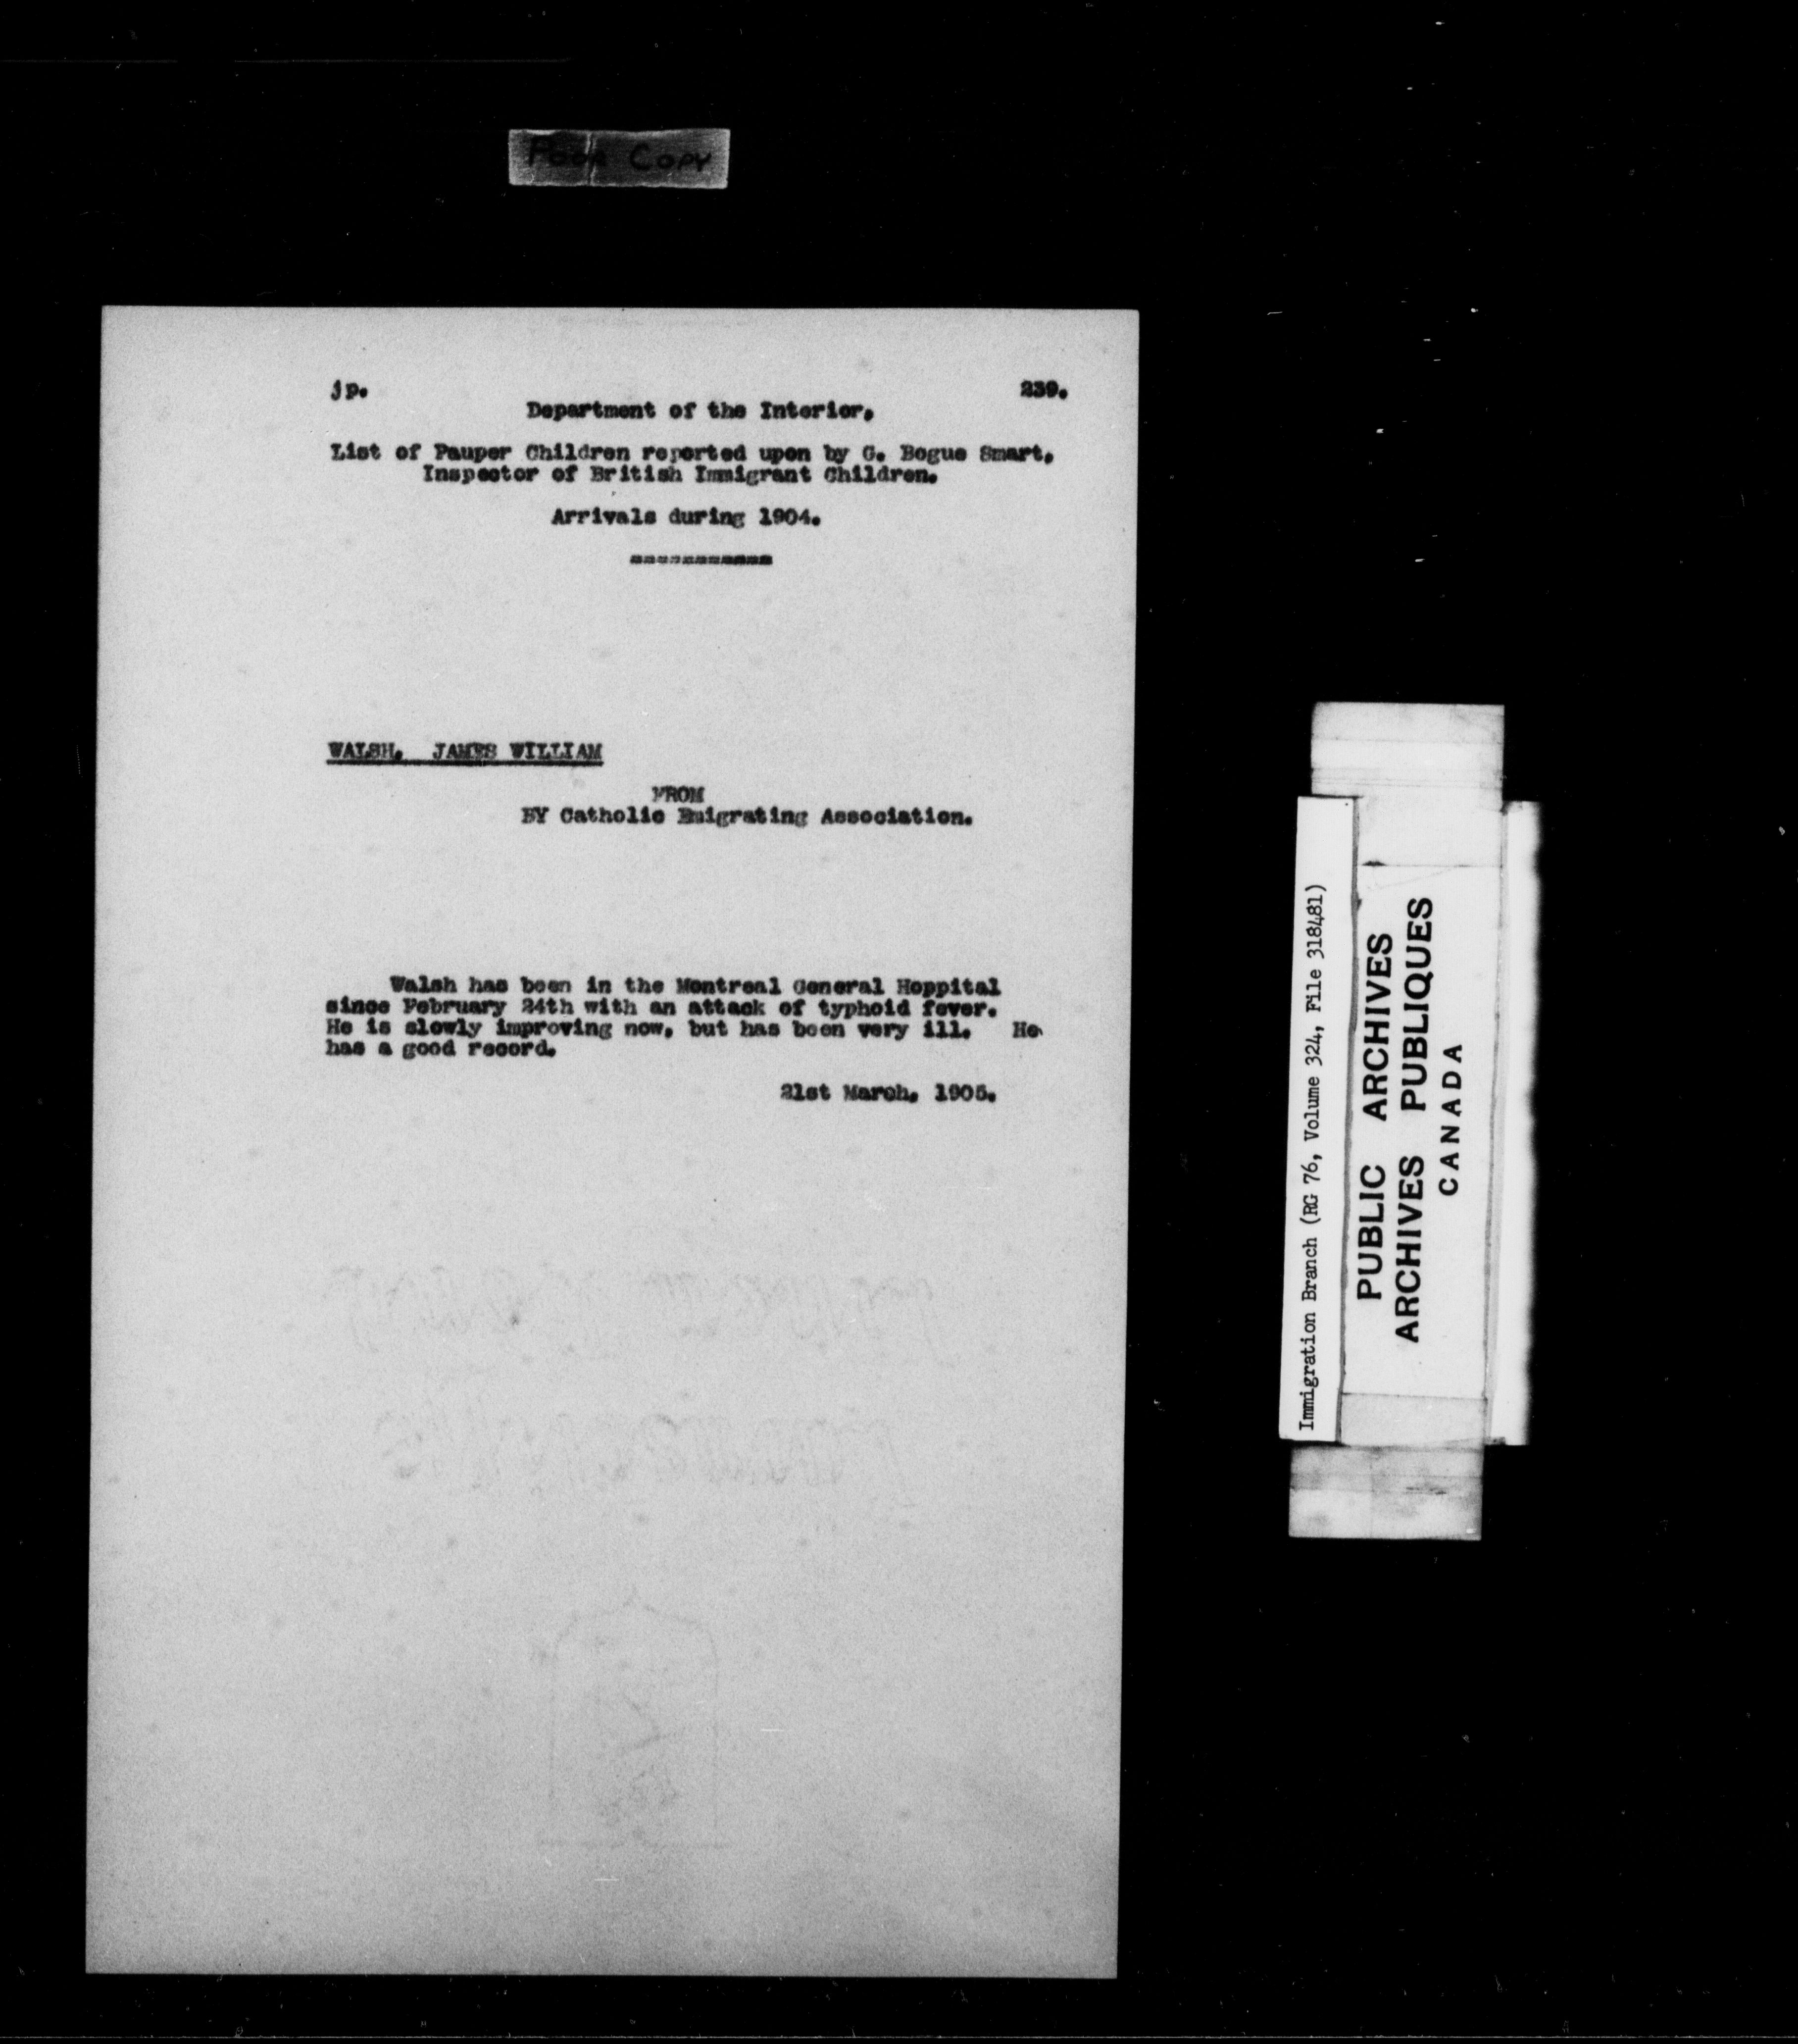 Poor Copy
jp. 239.
Department of the Interior.
List of Pauper Children reported upon by G. Bogue Smart,
Inspector of British Immigrant Children.
Arrivals during 1904.
============
WALSH, JAMES WILLIAM
FROM
BY Catholic Emigrating Association.
Walsh has been in the Montreal General Hoppital
since February 24th with an attack of typhoid fever.
He is slowly improving now, but has been very ill. He
has a good record.
21st March, 1905.
Immigration Branch (RG 76, Volume 324, File 318481)
PUBLIC ARCHIVES
ARCHIVES PUBLIQUES
CANADA